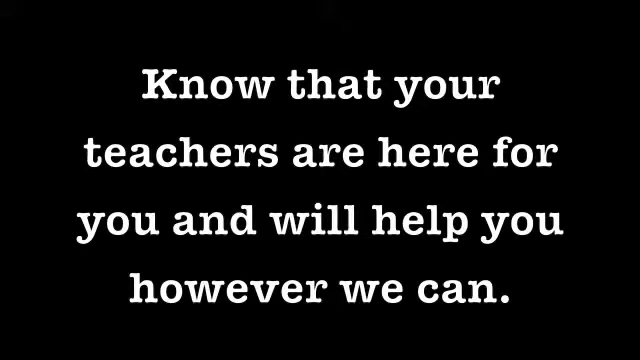 Know that your
teachers are here for
you and will help you
however we can.